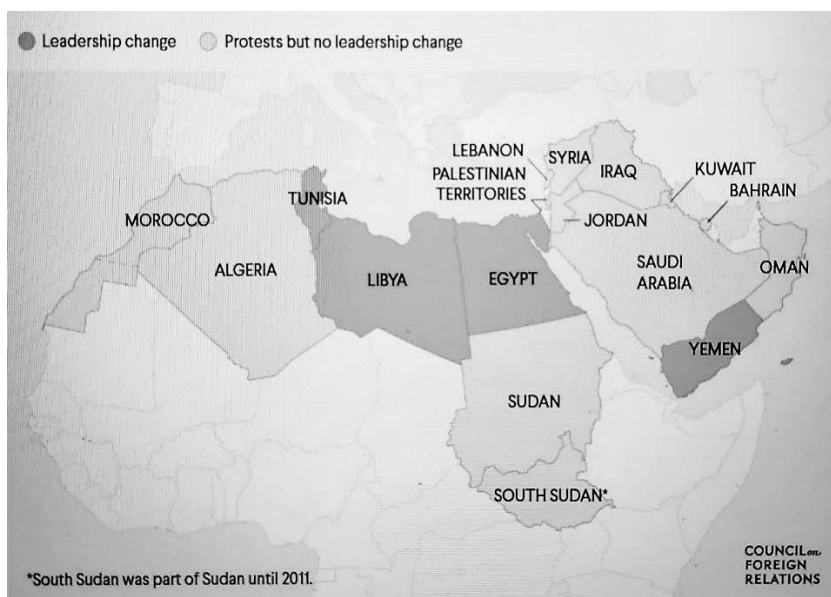 Leadership change
Protests but no leadership change
LEBANON
SYRIA
PALESTINIAN
TERRITORIES
IRAQ
KUWAIT
BAHRAIN
TUNISIA
MOROCCO
JORDAN
ALGERIA
LIBYA
EGYPT
SAUDI
ARABIA
OMAN
YEMEN
SUDAN
SOUTH SUDAN*
*South Sudan was part of Sudan until 2011.
COUNCIL on
FOREIGN
RELATIONS